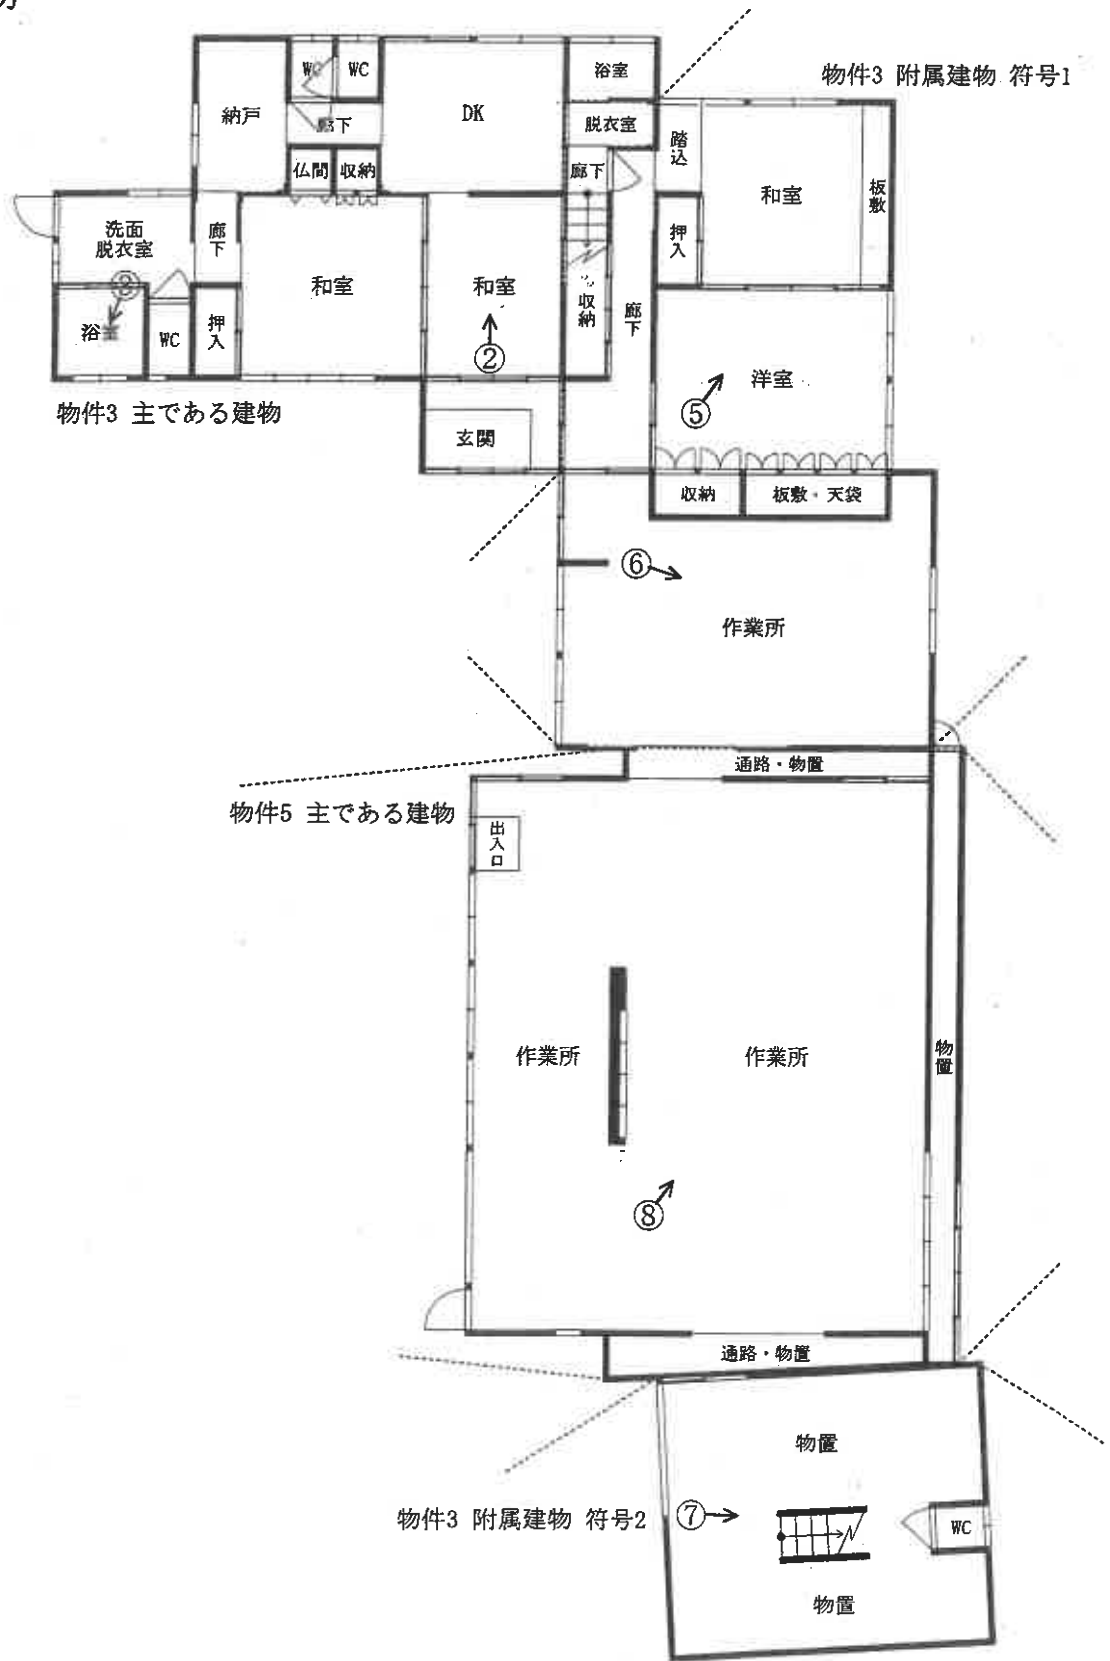 物件3 附属建物 符号1
WC
WC
DK
浴室
納戸
廊下
脱衣室
踏込
仏間
収納
廊下
和室
板敷
洗面
脱衣室
廊下
押入
和室
和室
収納
廊下
浴室
WC
押入
②
洋室
⑤
物件3 主である建物
玄関
収納
板敷・天袋
⑥
作業所
通路・物置
物件5 主である建物
出入口
作業所
作業所
物置
⑧
通路・物置
物置
物件3 附属建物 符号2
⑦
WC
物置